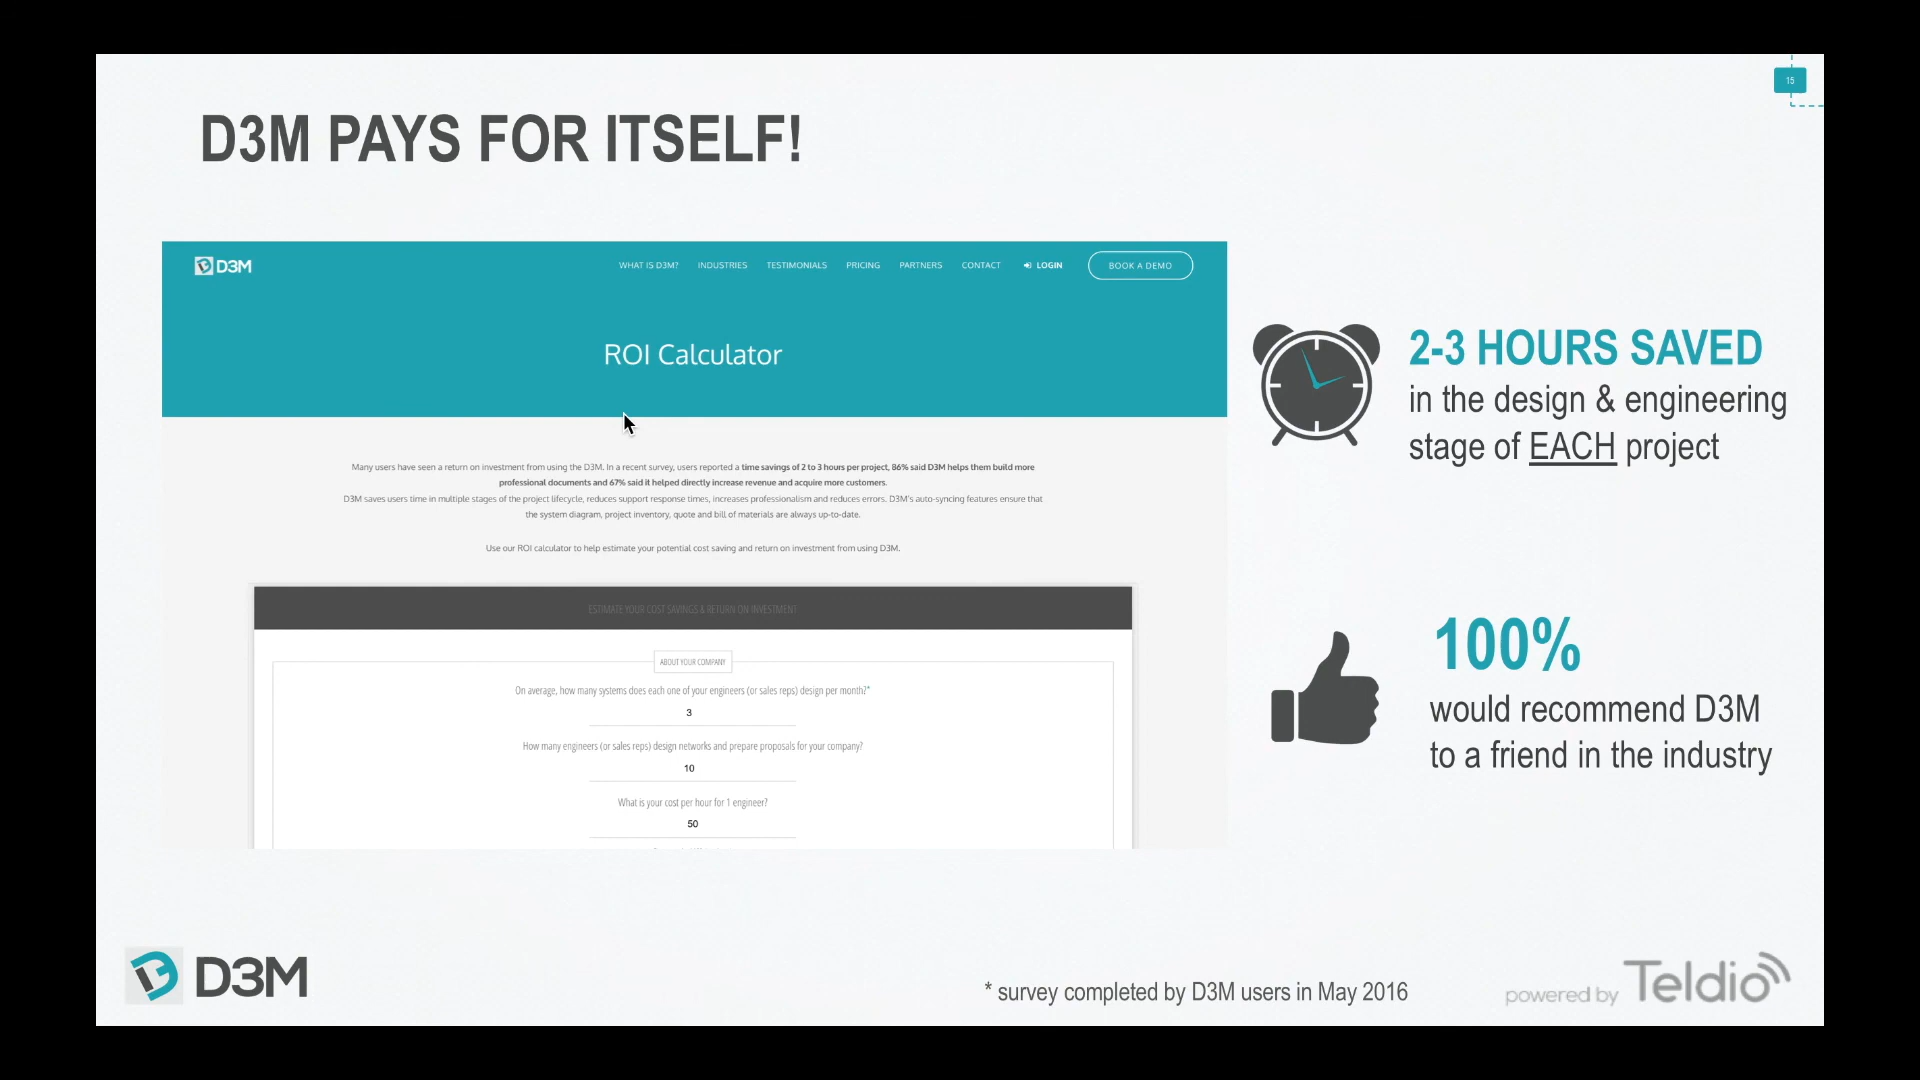 15
D3M PAYS FOR ITSELF!
D3M
WHAT IS D3M? INDUSTRIES TESTIMONIALS PRICING PARTNERS CONTACT LOGIN BOOK A DEMO
ROI Calculator
Many users have seen a return on investment from using the D3M. In a recent survey, users reported a time savings of 2 to 3 hours per project, 86% said D3M helps them build more
professional documents and 67% said it helped directly increase revenue and acquire more customers.
D3M saves users time in multiple stages of the project lifecycle, reduces support response times, increases professionalism and reduces errors. D3M's auto-syncing features ensure that
the system diagram, project inventory, quote and bill of materials are always up-to-date.
Use our ROI calculator to help estimate your potential cost saving and return on investment from using D3M.
ESTIMATE YOUR COST SAVINGS & RETURN ON INVESTMENT
ABOUT YOUR COMPANY
On average, how many systems does each one of your engineers (or sales reps) design per month?*
3
How many engineers (or sales reps) design networks and prepare proposals for your company?
10
What is your cost per hour for 1 engineer?
50
2-3 HOURS SAVED
in the design & engineering
stage of EACH project
100%
would recommend D3M
to a friend in the industry
D3M
* survey completed by D3M users in May 2016
powered by Teldio